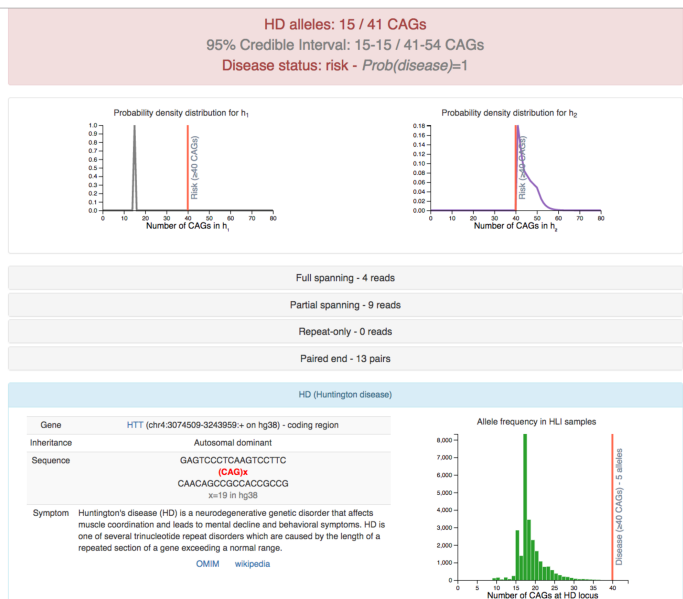 HD alleles: 15 / 41 CAGs
95% Credible Interval: 15-15 / 41-54 CAGs
Disease status: risk - Prob(disease)=1
Probability density distribution for h1
1.0
0.9
0.8
0.7
0.6
0.5
0.4
0.3
0.2
0.1
0.0
Risk (≥40 CAGs)
0 10 20 30 40 50 60 70 80
Number of CAGs in h1
Probability density distribution for h2
0.18
0.16
0.14
0.12
0.10
0.08
0.06
0.04
0.02
0.00
Risk (≥40 CAGs)
0 10 20 30 40 50 60 70 80
Number of CAGs in h2
Full spanning - 4 reads
Partial spanning - 9 reads
Repeat-only - 0 reads
Paired end - 13 pairs
HD (Huntington disease)
Gene HTT (chr4:3074509-3243959:+ on hg38) - coding region
Inheritance Autosomal dominant
Sequence GAGTCCCTCAAGTCCTTC
(CAG)x
CAACAGCCGCCACCGCCG
x=19 in hg38
Symptom Huntington's disease (HD) is a neurodegenerative genetic disorder that affects
muscle coordination and leads to mental decline and behavioral symptoms. HD is
one of several trinucleotide repeat disorders which are caused by the length of a
repeated section of a gene exceeding a normal range.
OMIM wikipedia
Allele frequency in HLI samples
8,000
7,000
6,000
5,000
4,000
3,000
2,000
1,000
0
Disease (≥40 CAGs) - 5 alleles
0 5 10 15 20 25 30 35 40
Number of CAGs at HD locus